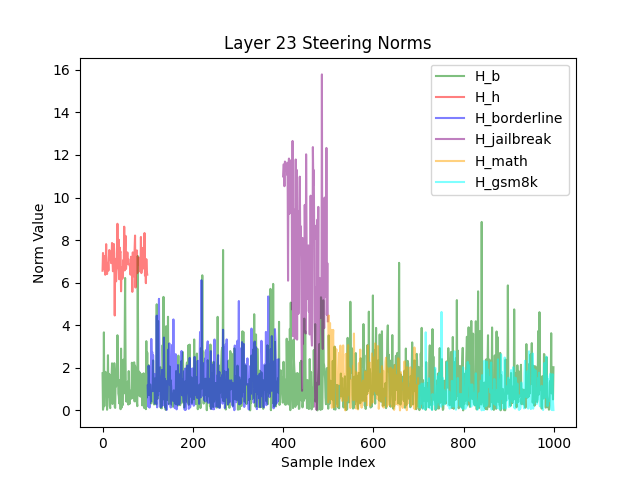 Layer 23 Steering Norms
Norm Value
16
14
12
10
8
6
4
2
0
H_b
H_h
H_borderline
H_jailbreak
H_math
H_gsm8k
0 200 400 600 800 1000
Sample Index